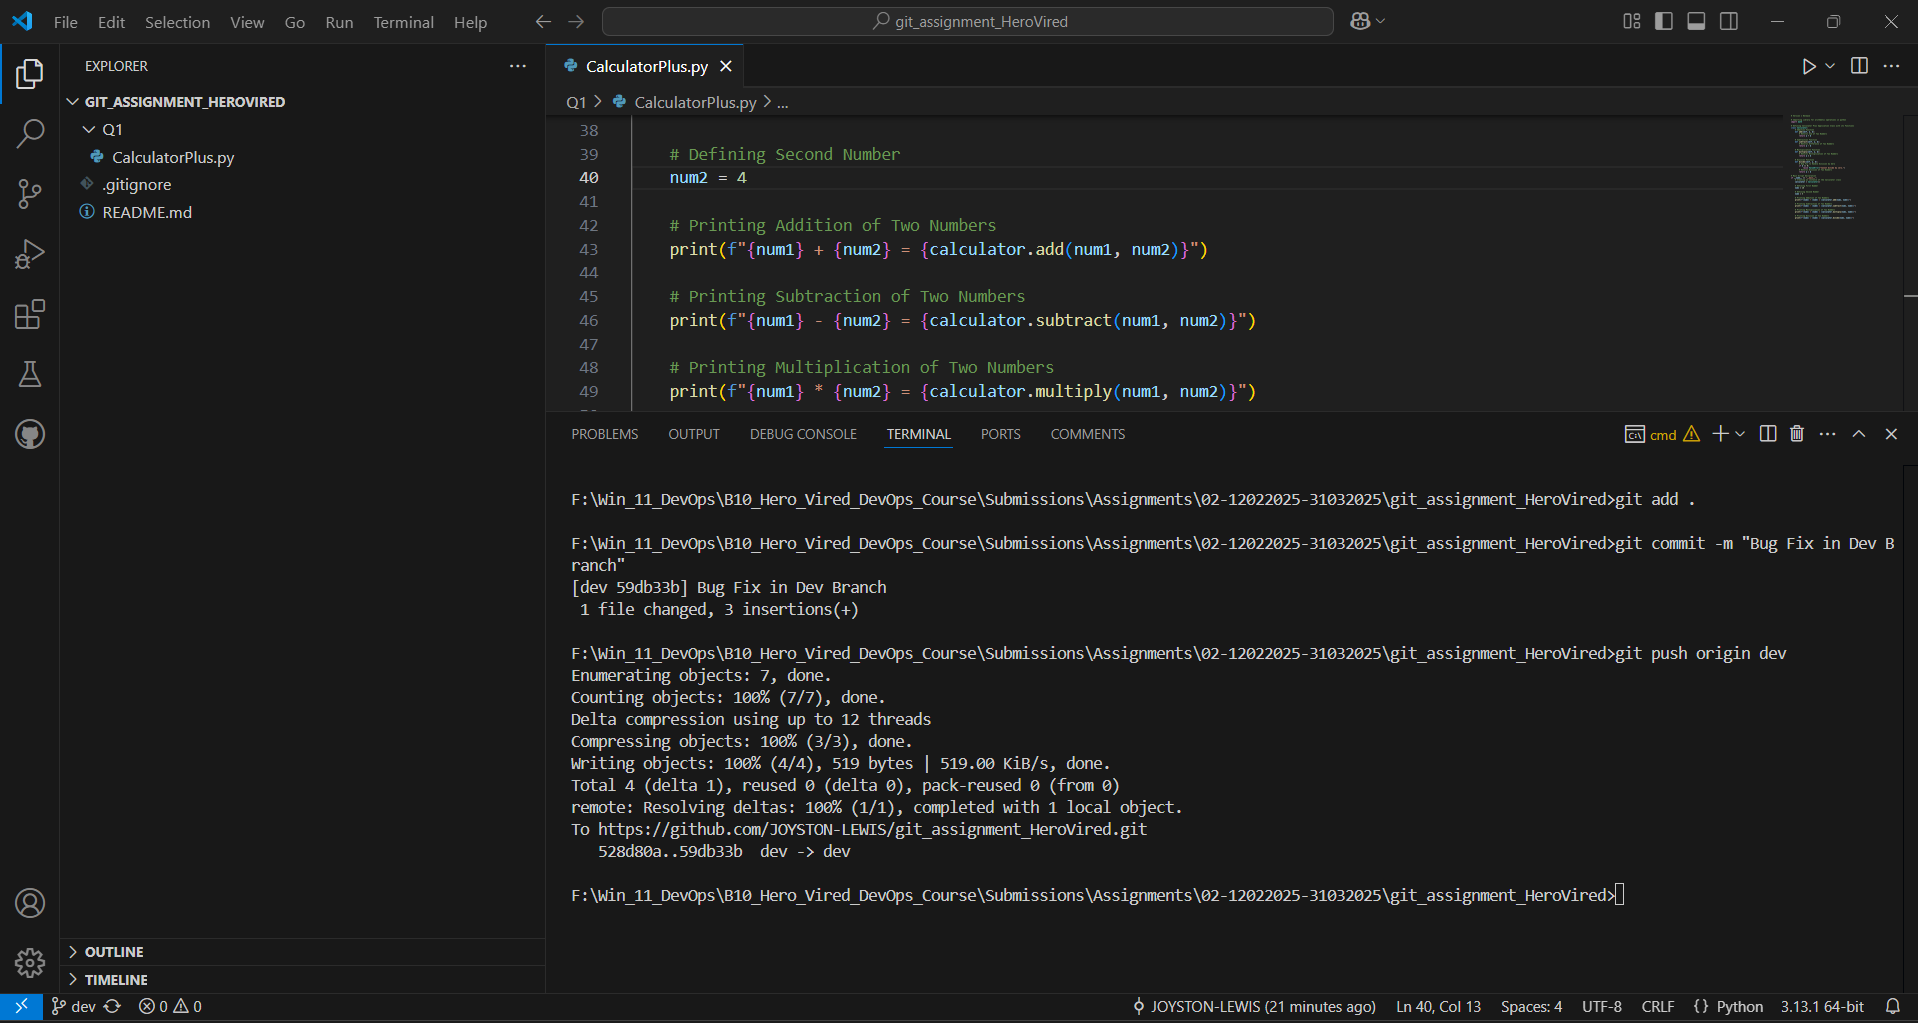 File Edit Selection View Go Run Terminal Help
git_assignment_HeroVired
EXPLORER
GIT_ASSIGNMENT_HEROVIRED
Q1
CalculatorPlus.py
.gitignore
README.md
OUTLINE
TIMELINE
CalculatorPlus.py
Q1 > CalculatorPlus.py > ...
38
39 # Defining Second Number
40 num2 = 4
41
42 # Printing Addition of Two Numbers
43 print(f"{num1} + {num2} = {calculator.add(num1, num2)}")
44
45 # Printing Subtraction of Two Numbers
46 print(f"{num1} - {num2} = {calculator.subtract(num1, num2)}")
47
48 # Printing Multiplication of Two Numbers
49 print(f"{num1} * {num2} = {calculator.multiply(num1, num2)}")
PROBLEMS OUTPUT DEBUG CONSOLE TERMINAL PORTS COMMENTS
cmd
F:\Win_11_DevOps\B10_Hero_Vired_DevOps_Course\Submissions\Assignments\02-12022025-31032025\git_assignment_HeroVired>git add .
F:\Win_11_DevOps\B10_Hero_Vired_DevOps_Course\Submissions\Assignments\02-12022025-31032025\git_assignment_HeroVired>git commit -m "Bug Fix in Dev B
ranch"
[dev 59db33b] Bug Fix in Dev Branch
1 file changed, 3 insertions(+)
F:\Win_11_DevOps\B10_Hero_Vired_DevOps_Course\Submissions\Assignments\02-12022025-31032025\git_assignment_HeroVired>git push origin dev
Enumerating objects: 7, done.
Counting objects: 100% (7/7), done.
Delta compression using up to 12 threads
Compressing objects: 100% (3/3), done.
Writing objects: 100% (4/4), 519 bytes | 519.00 KiB/s, done.
Total 4 (delta 1), reused 0 (delta 0), pack-reused 0 (from 0)
remote: Resolving deltas: 100% (1/1), completed with 1 local object.
To https://github.com/JOYSTON-LEWIS/git_assignment_HeroVired.git
528d80a..59db33b  dev -> dev
F:\Win_11_DevOps\B10_Hero_Vired_DevOps_Course\Submissions\Assignments\02-12022025-31032025\git_assignment_HeroVired>
dev 0 0 JOYSTON-LEWIS (21 minutes ago) Ln 40, Col 13 Spaces: 4 UTF-8 CRLF {} Python 3.13.1 64-bit